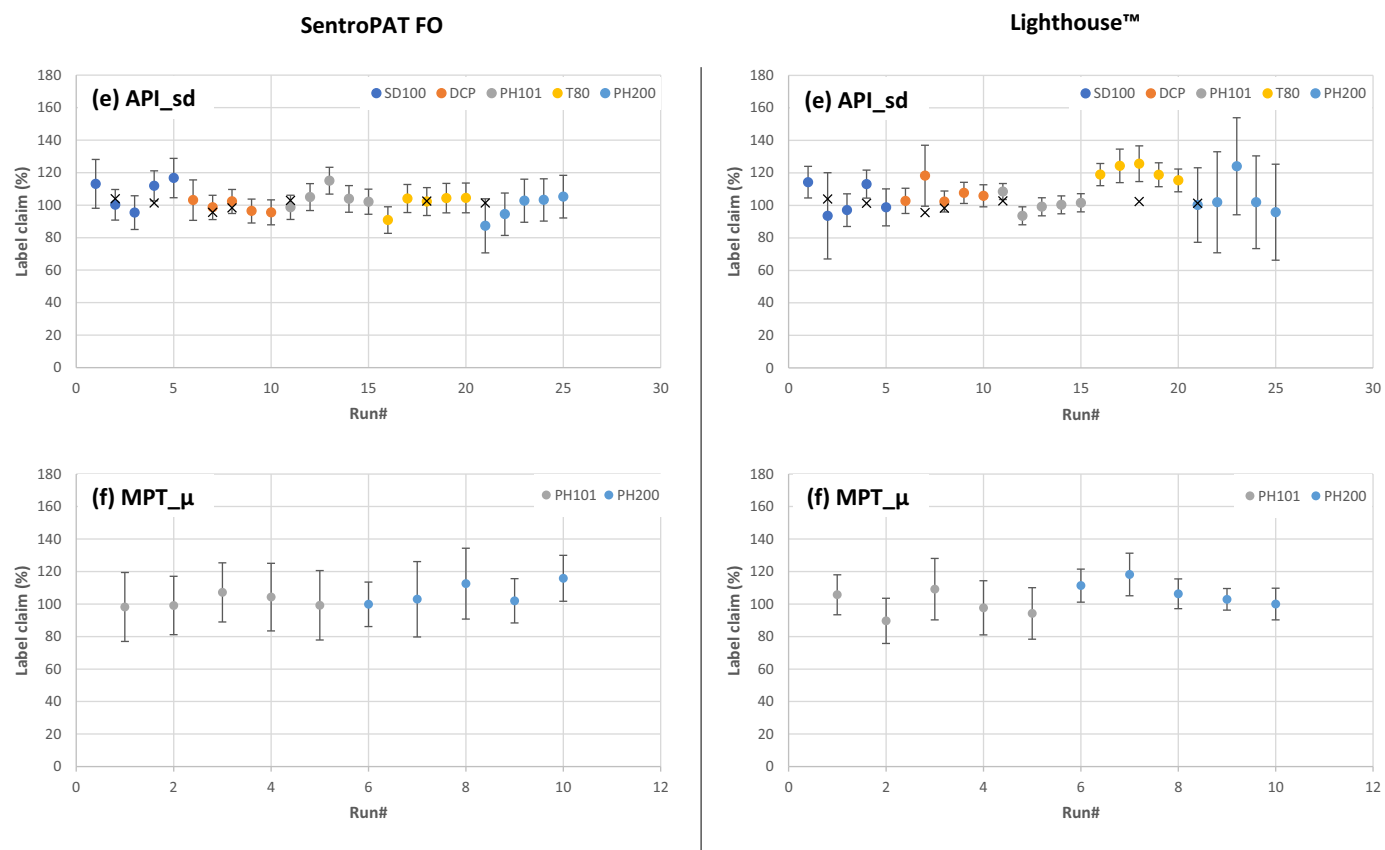 SentroPAT FO
Lighthouse™
(e) API_sd
SD100 DCP PH101 T80 PH200
Label claim (%)
180
160
140
120
100
80
60
40
20
0
0 5 10 15 20 25 30
Run#
(e) API_sd
SD100 DCP PH101 T80 PH200
Label claim (%)
180
160
140
120
100
80
60
40
20
0
0 5 10 15 20 25 30
Run#
(f) MPT_µ
PH101 PH200
Label claim (%)
180
160
140
120
100
80
60
40
20
0
0 2 4 6 8 10 12
Run#
(f) MPT_µ
PH101 PH200
Label claim (%)
180
160
140
120
100
80
60
40
20
0
0 2 4 6 8 10 12
Run#